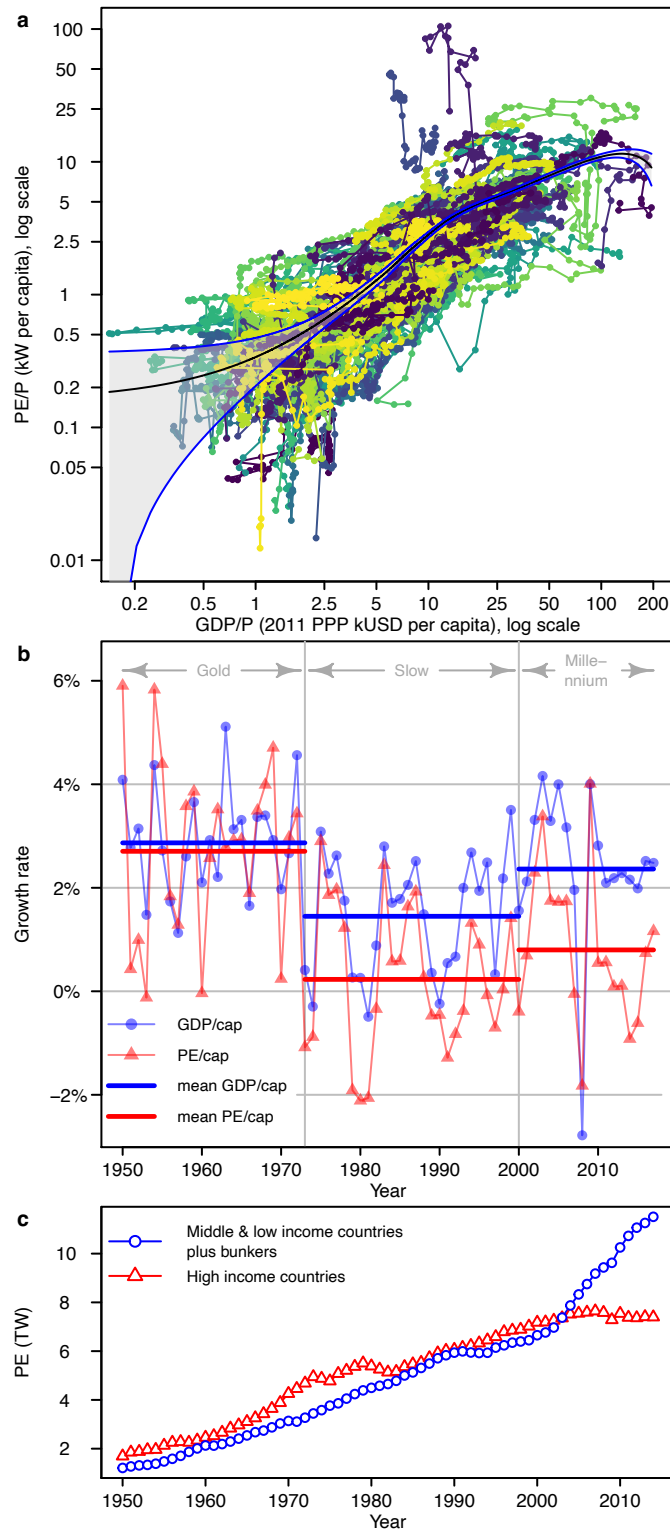 a
100
50
25
10
5
2.5
1
0.5
0.2
0.1
0.05
0.01
PE/P (kW per capita), log scale
0.2 0.5 1 2.5 5 10 25 50 100 200
GDP/P (2011 PPP kUSD per capita), log scale
b
Gold
Slow
Mille–
nnium
6%
4%
2%
0%
−2%
Growth rate
GDP/cap
PE/cap
mean GDP/cap
mean PE/cap
1950 1960 1970 1980 1990 2000 2010
Year
c
Middle & low income countries
plus bunkers
High income countries
10
8
6
4
2
PE (TW)
1950 1960 1970 1980 1990 2000 2010
Year